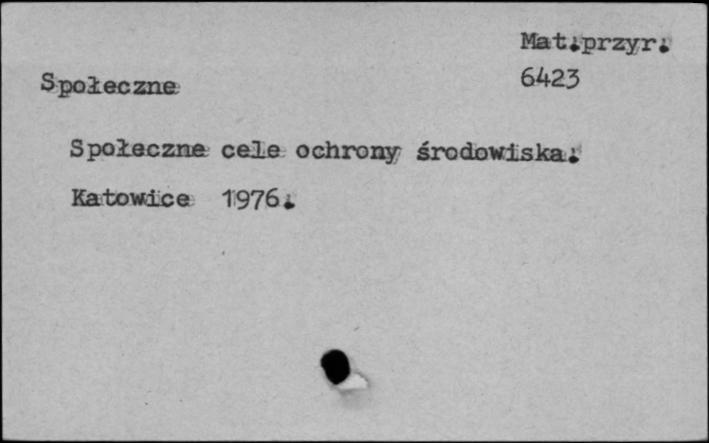 Mat.przyr.
Społeczne
6423
Społeczne cele ochrony środowiska.
Katowice 1976.